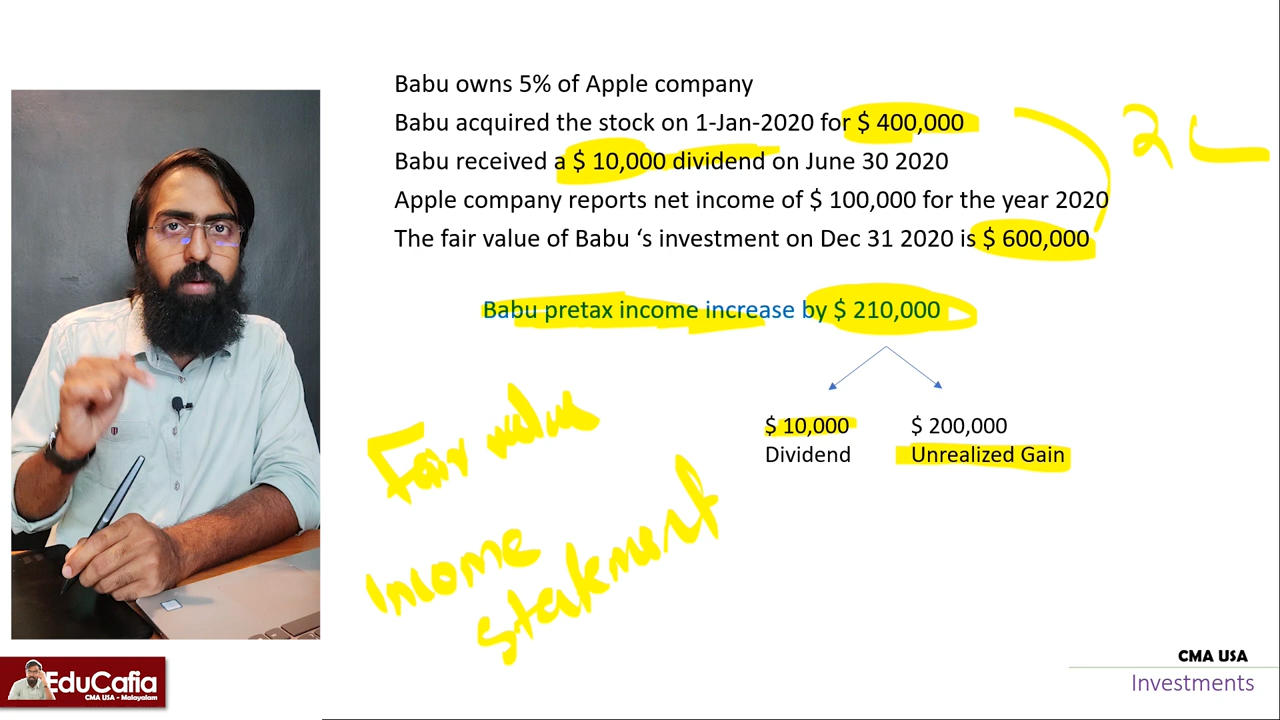 Babu owns 5% of Apple company
Babu acquired the stock on 1-Jan-2020 for $ 400,000
Babu received a $ 10,000 dividend on June 30 2020
Apple company reports net income of $ 100,000 for the year 2020
The fair value of Babu ‘s investment on Dec 31 2020 is $ 600,000
Babu pretax income increase by $ 210,000
$ 10,000 $ 200,000
Dividend Unrealized Gain
Fair value
Income
statement
CMA USA
Investments
EduCafia
CMA USA - Malayalam